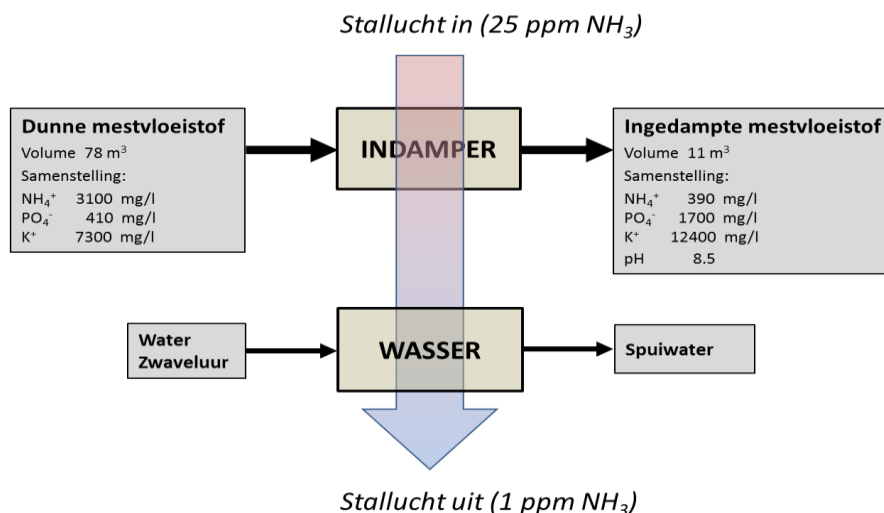 Stallucht in (25 ppm NH₃)
Dunne mestvloeistof
Volume 78 m³
Samenstelling:
NH₄⁺ 3100 mg/l
PO₄⁻ 410 mg/l
K⁺ 7300 mg/l
INDAMPER
Ingedampte mestvloeistof
Volume 11 m³
Samenstelling:
NH₄⁺ 390 mg/l
PO₄⁻ 1700 mg/l
K⁺ 12400 mg/l
pH 8.5
Water
Zwaveluur
WASSER
Spuiwater
Stallucht uit (1 ppm NH₃)